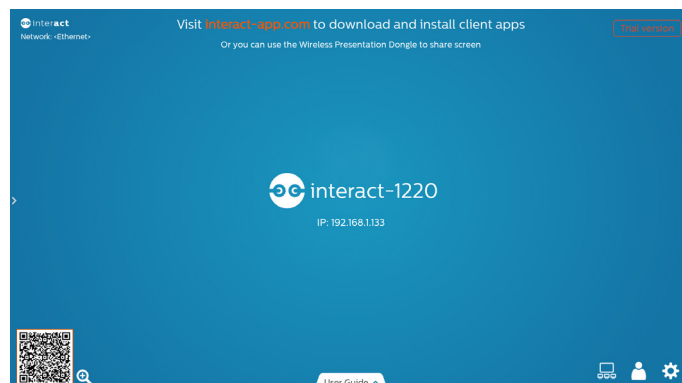 interact
Network: <Ethernet>
Visit interact-app.com to download and install client apps
Or you can use the Wireless Presentation Dongle to share screen
Trial version
interact-1220
IP: 192.168.1.133
User Guide